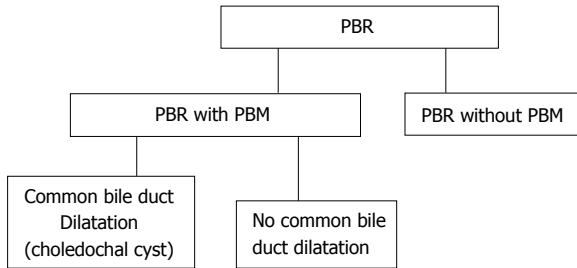 PBR
PBR with PBM
PBR without PBM
Common bile duct
Dilatation
(choledochal cyst)
No common bile
duct dilatation